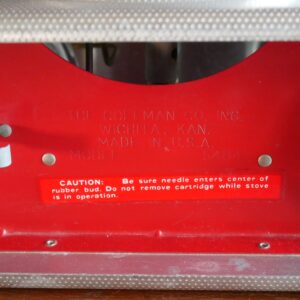 THE COLEMAN CO. INC.
WICHITA, KAN.
MADE IN U.S.A.
MODEL
CAUTION: Be sure needle enters center of
rubber bud. Do not remove cartridge while stove
is in operation.